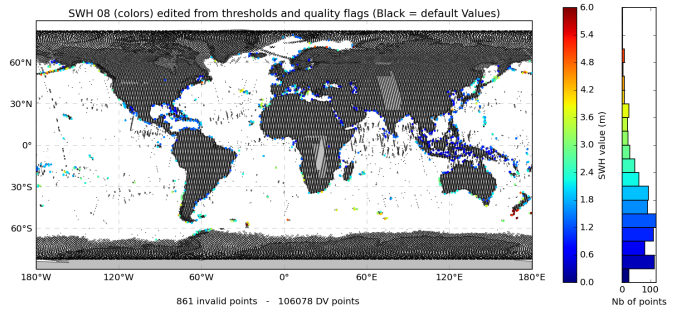 SWH 08 (colors) edited from thresholds and quality flags (Black = default Values)
60°N
30°N
0°
30°S
60°S
180°W
120°W
60°W
0°
60°E
120°E
180°E
861 invalid points - 106078 DV points
6.0
5.4
4.8
4.2
3.6
3.0
2.4
1.8
1.2
0.6
0.0
SWH value (m)
0
100
Nb of points